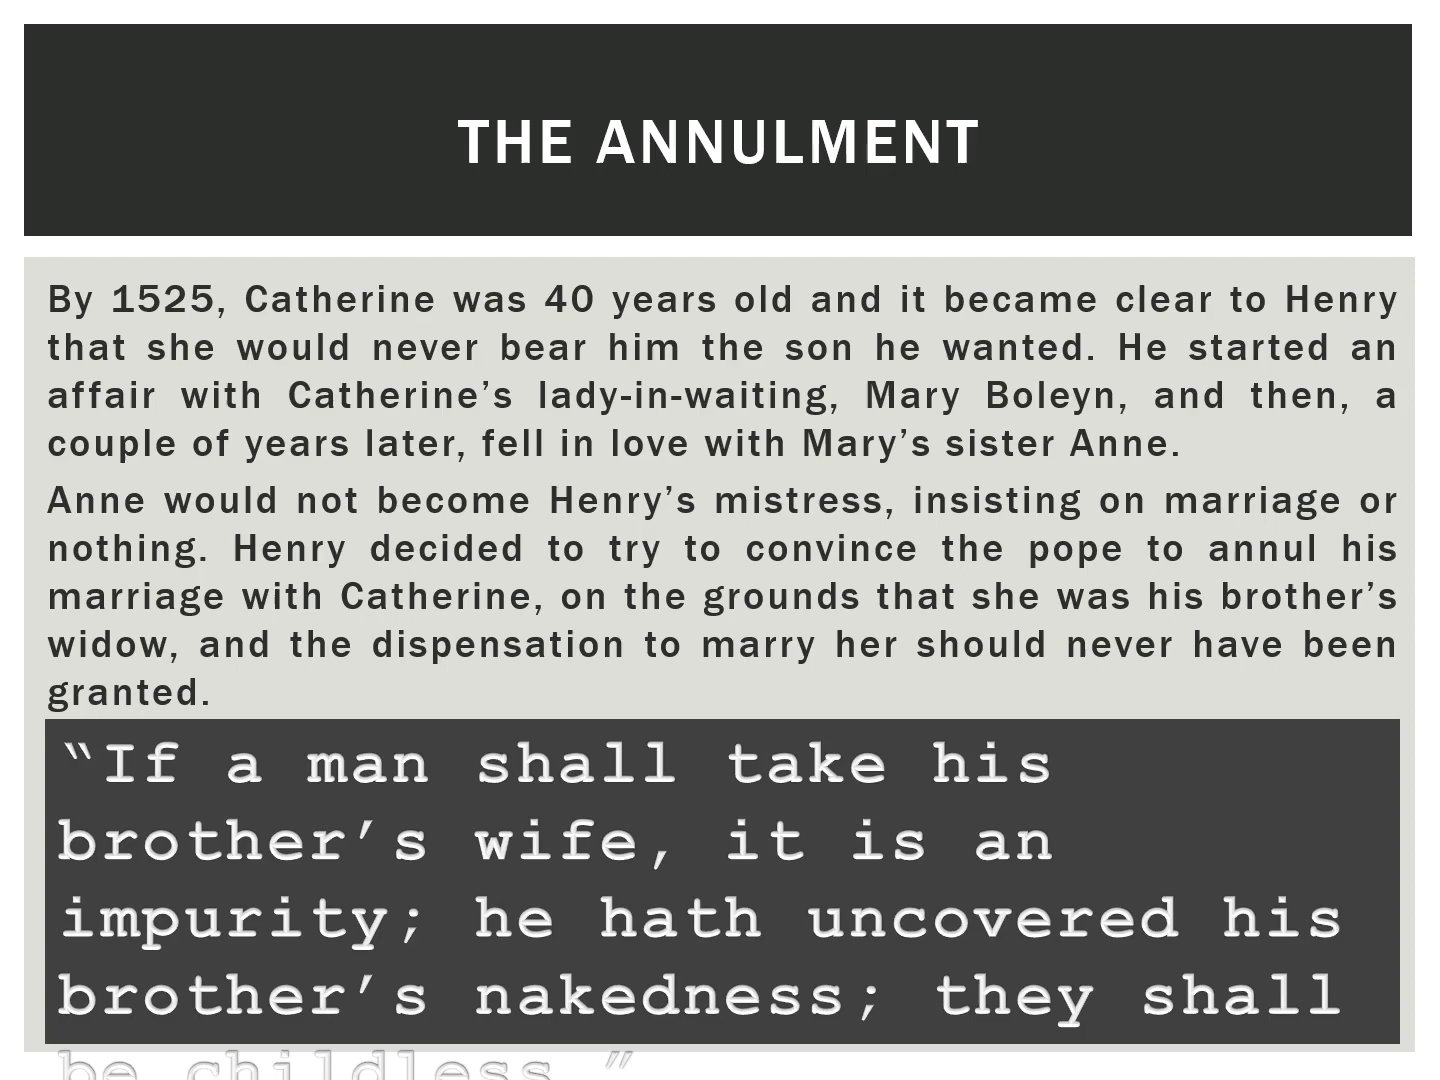 THE ANNULMENT
By 1525, Catherine was 40 years old and it became clear to Henry
that she would never bear him the son he wanted. He started an
affair with Catherine’s lady-in-waiting, Mary Boleyn, and then, a
couple of years later, fell in love with Mary’s sister Anne.
Anne would not become Henry’s mistress, insisting on marriage or
nothing. Henry decided to try to convince the pope to annul his
marriage with Catherine, on the grounds that she was his brother’s
widow, and the dispensation to marry her should never have been
granted.
“If a man shall take his
brother’s wife, it is an
impurity; he hath uncovered his
brother’s nakedness; they shall
be childless.”